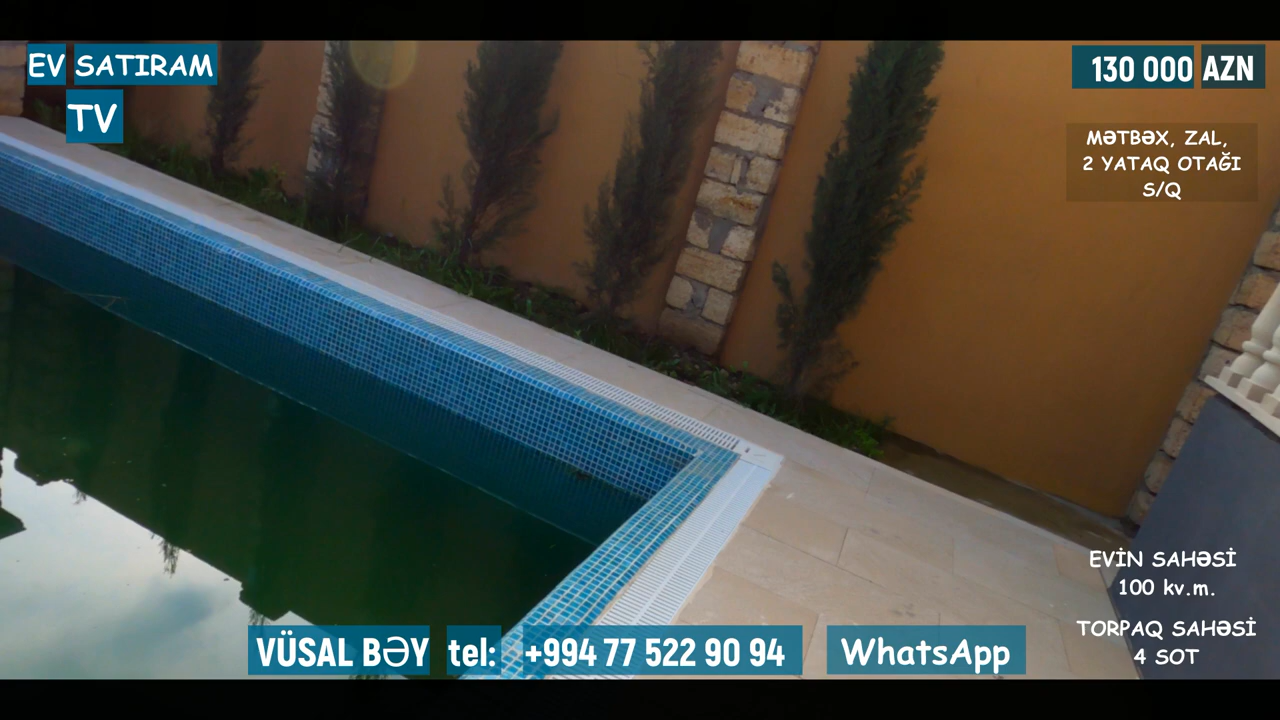 EV SATIRAM
TV
130 000 AZN
MƏTBƏX, ZAL,
2 YATAQ OTAĞI
S/Q
EVİN SAHƏSİ
100 kv.m.
TORPAQ SAHƏSİ
4 SOT
VÜSAL BƏY tel: +994 77 522 90 94 WhatsApp